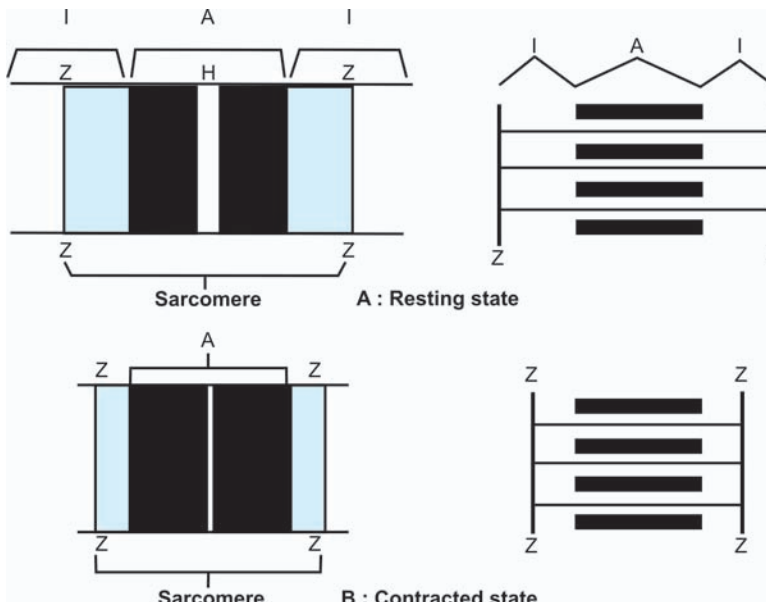 I A I
Z H Z
I A I
Z Z
Z
Sarcomere
A : Resting state
A
Z Z
Z Z
Z Z
Z Z
Sarcomere
B : Contracted state